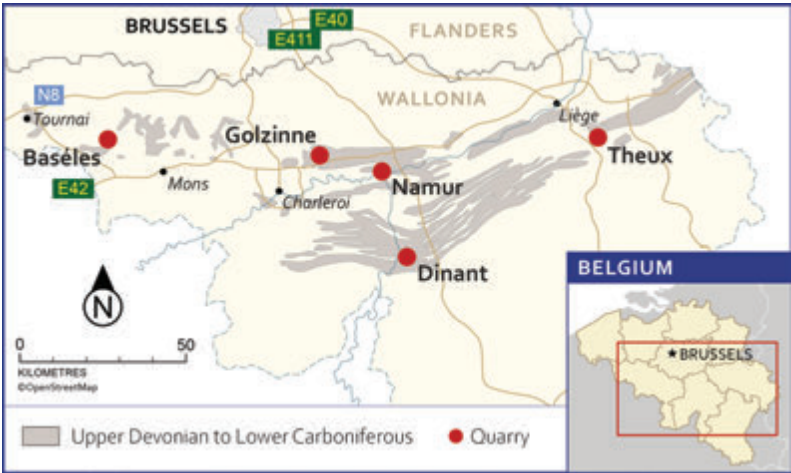 BRUSSELS
E40
E411
FLANDERS
N8
Tournai
WALLONIA
Liège
Baséles
Golzinne
Theux
E42
Mons
Namur
Charleroi
Dinant
N
0
50
KILOMETRES
©OpenStreetMap
BELGIUM
BRUSSELS
Upper Devonian to Lower Carboniferous
Quarry